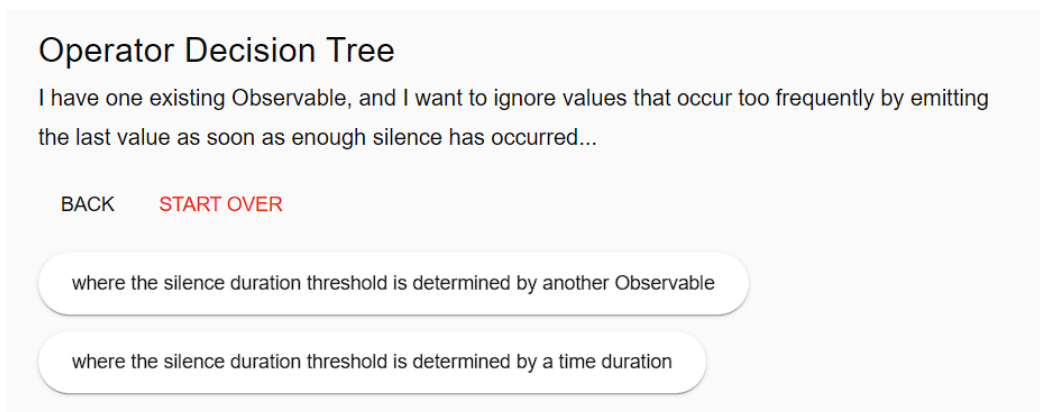 Operator Decision Tree
I have one existing Observable, and I want to ignore values that occur too frequently by emitting
the last value as soon as enough silence has occurred...
BACK START OVER
where the silence duration threshold is determined by another Observable
where the silence duration threshold is determined by a time duration